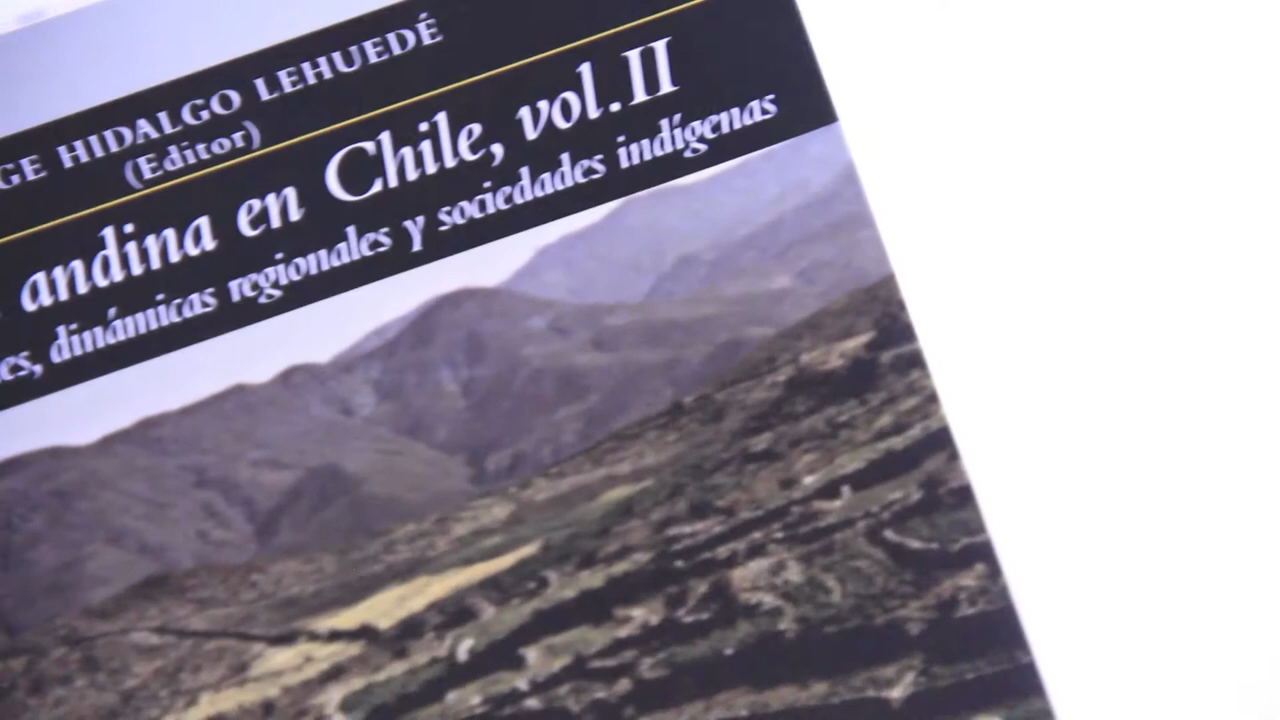 GE HIDALGO LEHUEDÉ
(Editor)
andina en Chile, vol. II
es, dinámicas regionales y sociedades indígenas